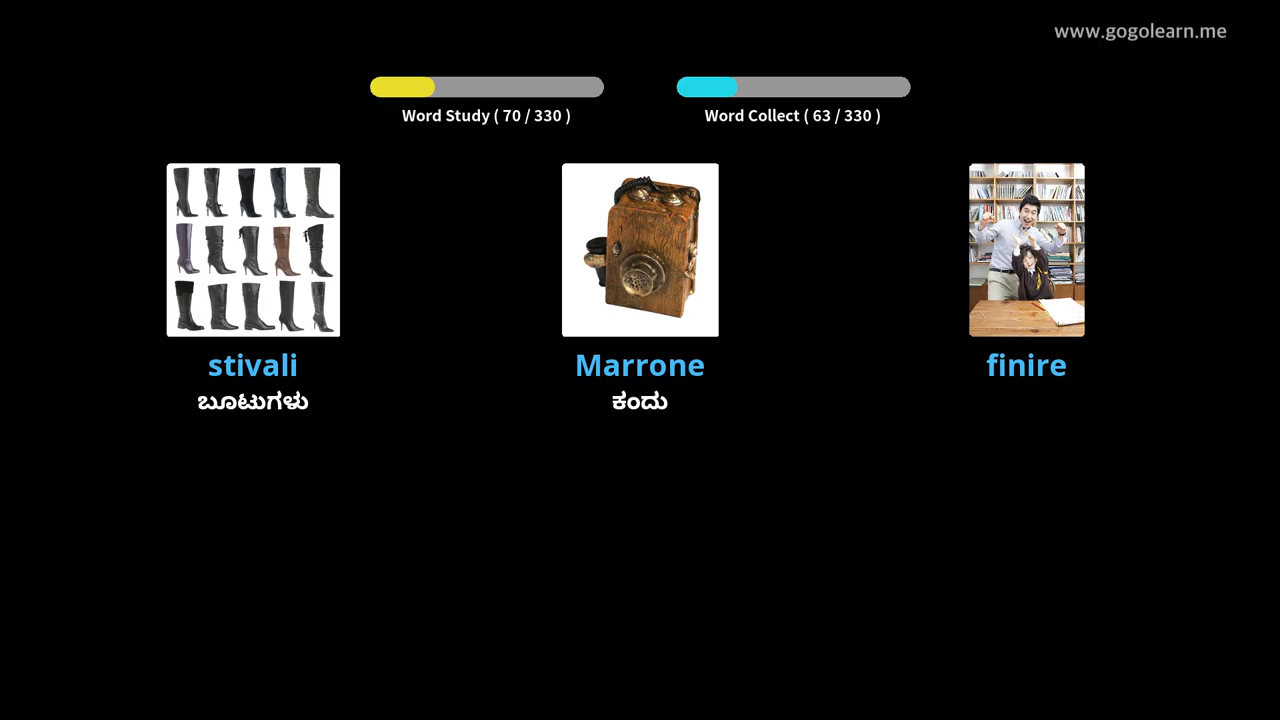 www.gogolearn.me
Word Study ( 70 / 330 )
Word Collect ( 63 / 330 )
stivali
ಬೂಟುಗಳು
Marrone
ಕಂದು
finire